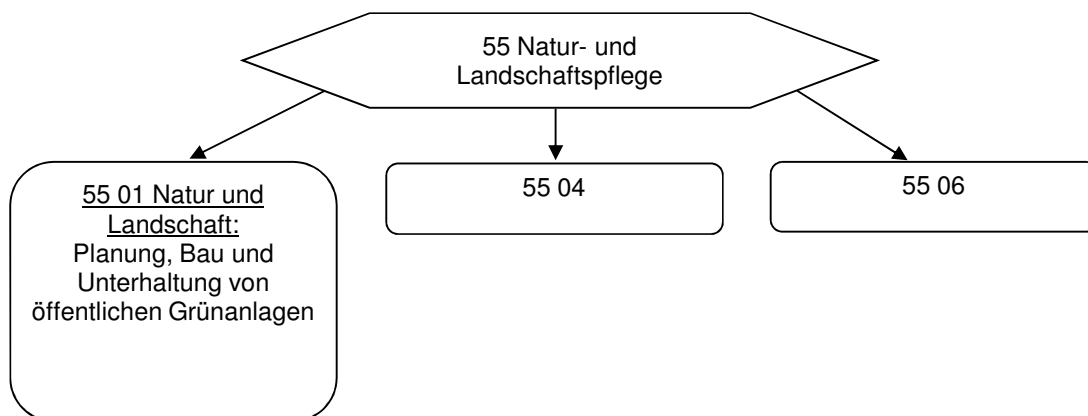 55 Natur- und
Landschaftspflege
55 01 Natur und
Landschaft:
Planung, Bau und
Unterhaltung von
öffentlichen Grünanlagen
55 04
55 06